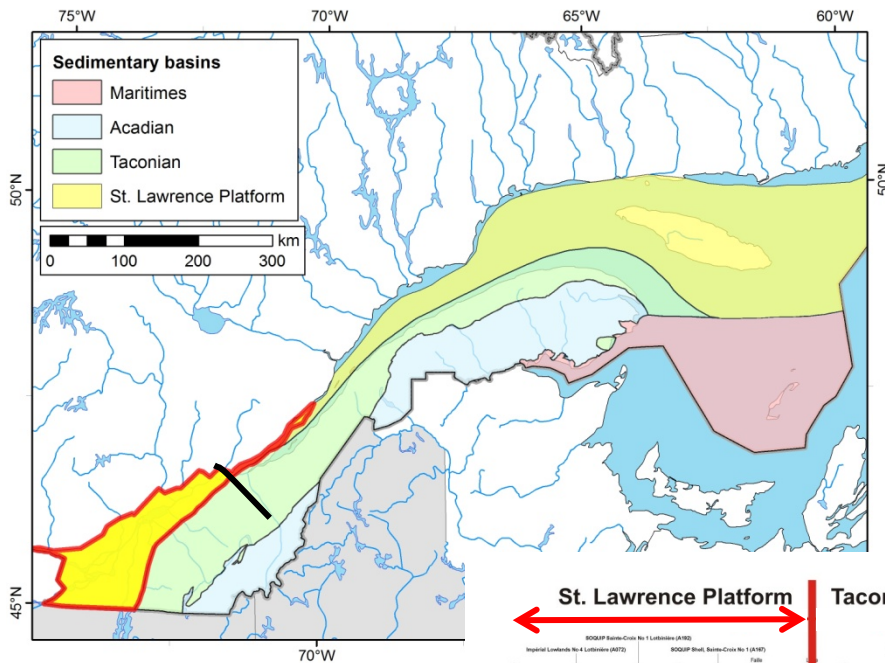 75°W 70°W 65°W 60°W
Sedimentary basins
Maritimes
Acadian
Taconian
St. Lawrence Platform
km
0 100 200 300
50°N 50°N
45°N
70°W
St. Lawrence Platform Tacon
SOQUIP Sainte-Croix No 1 Lotbinière (A192)
Impérial Lowlands No 4 Lotbinière (A072) SOQUIP Shell, Sainte-Croix No 1 (A167)
Faille